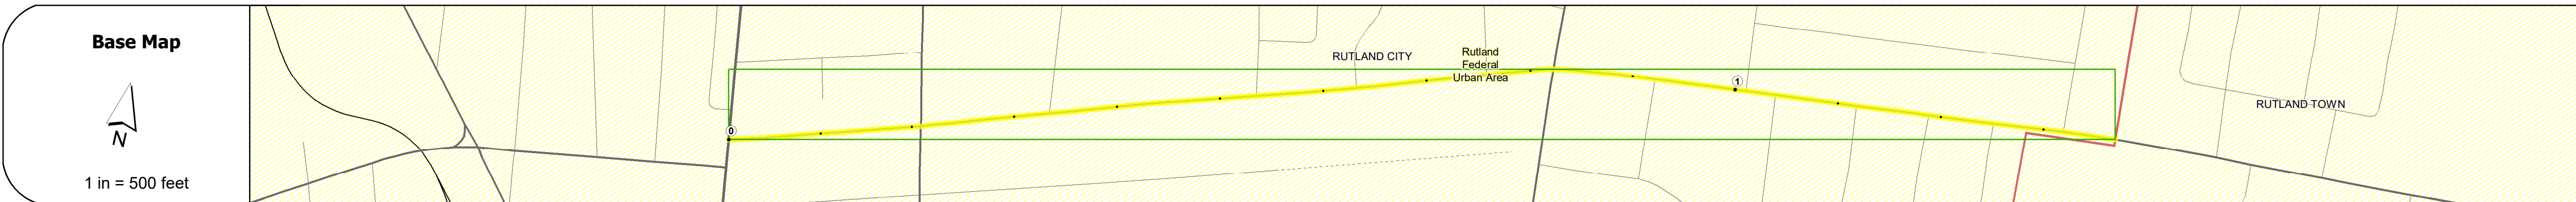 Base Map
N
1 in = 500 feet
0
RUTLAND CITY
Rutland
Federal
Urban Area
1
RUTLAND TOWN